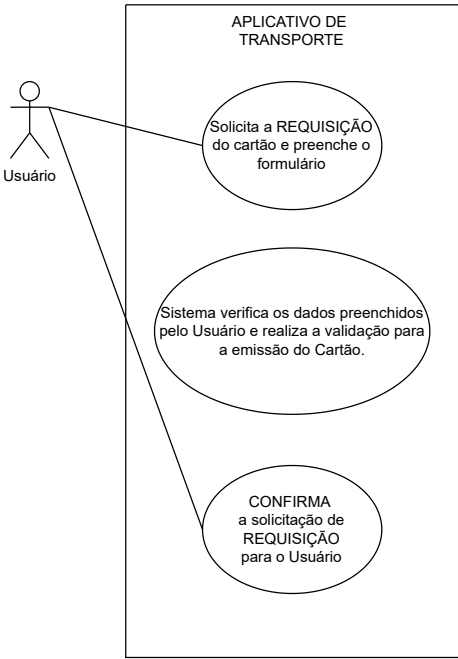 APLICATIVO DE
TRANSPORTE
Solicita a REQUISIÇÃO
do cartão e preenche o
formulário
Usuário
Sistema verifica os dados preenchidos
pelo Usuário e realiza a validação para
a emissão do Cartão.
CONFIRMA
a solicitação de
REQUISIÇÃO
para o Usuário